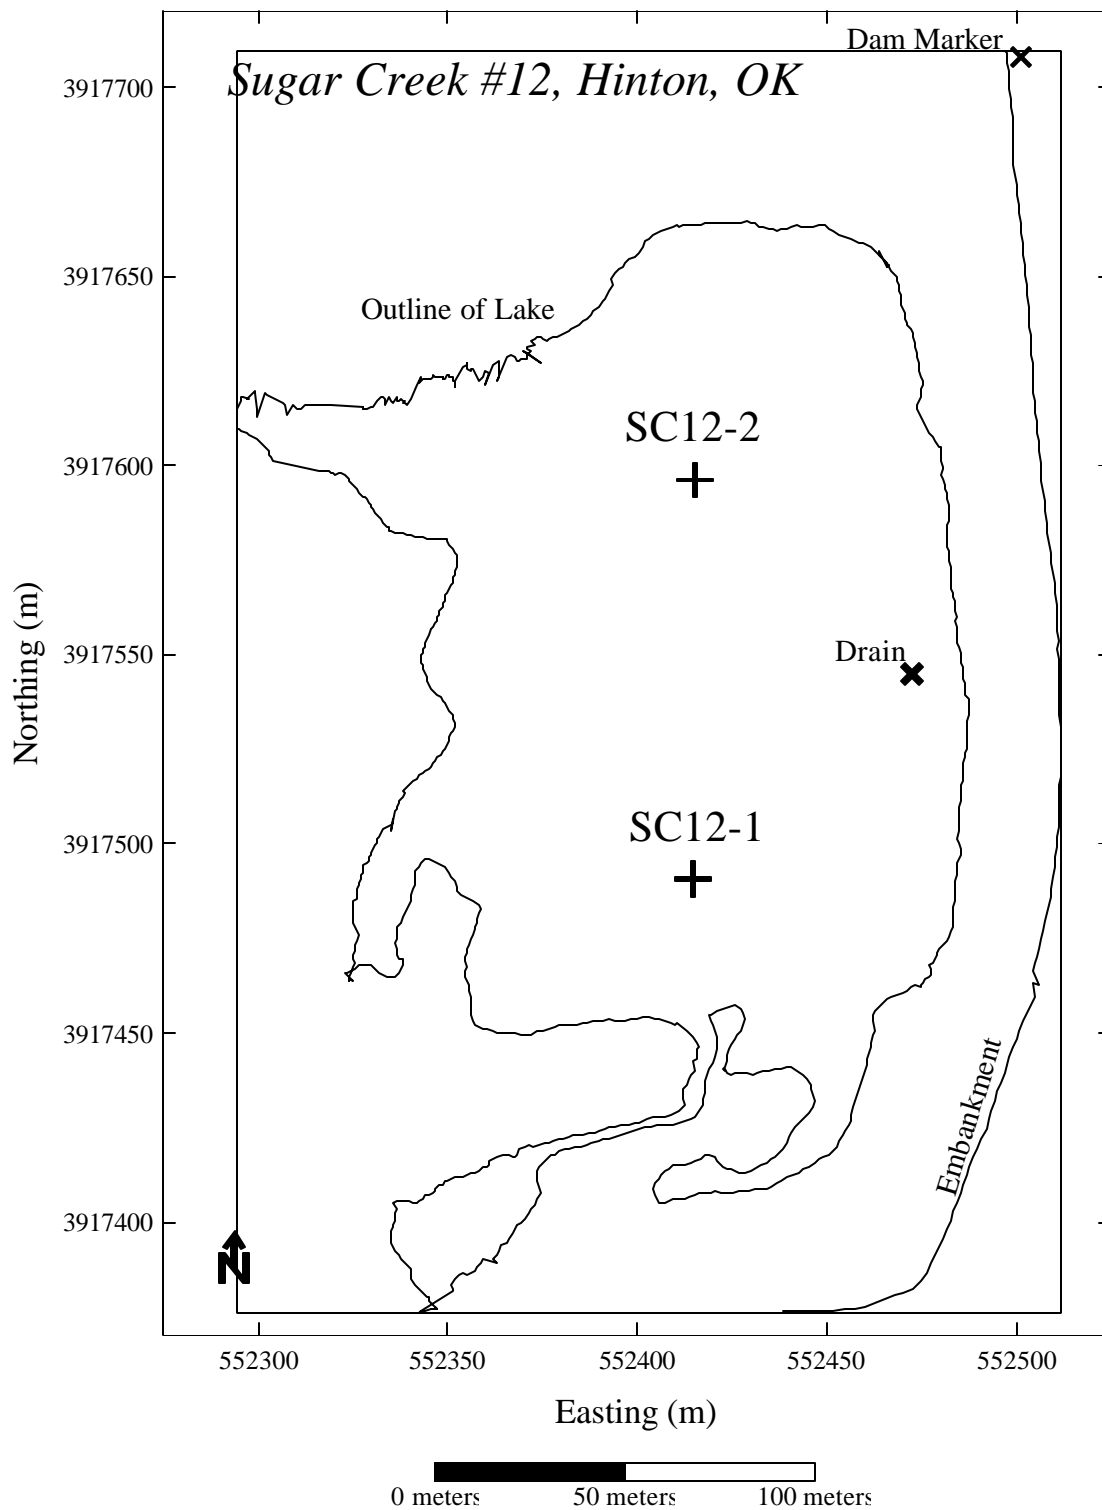 Dam Marker
Sugar Creek #12, Hinton, OK
3917700
3917650
Outline of Lake
SC12-2
3917600
Northing (m)
3917550
Drain
SC12-1
3917500
3917450
Embankment
3917400
N
552300 552350 552400 552450 552500
Easting (m)
0 meters 50 meters 100 meters